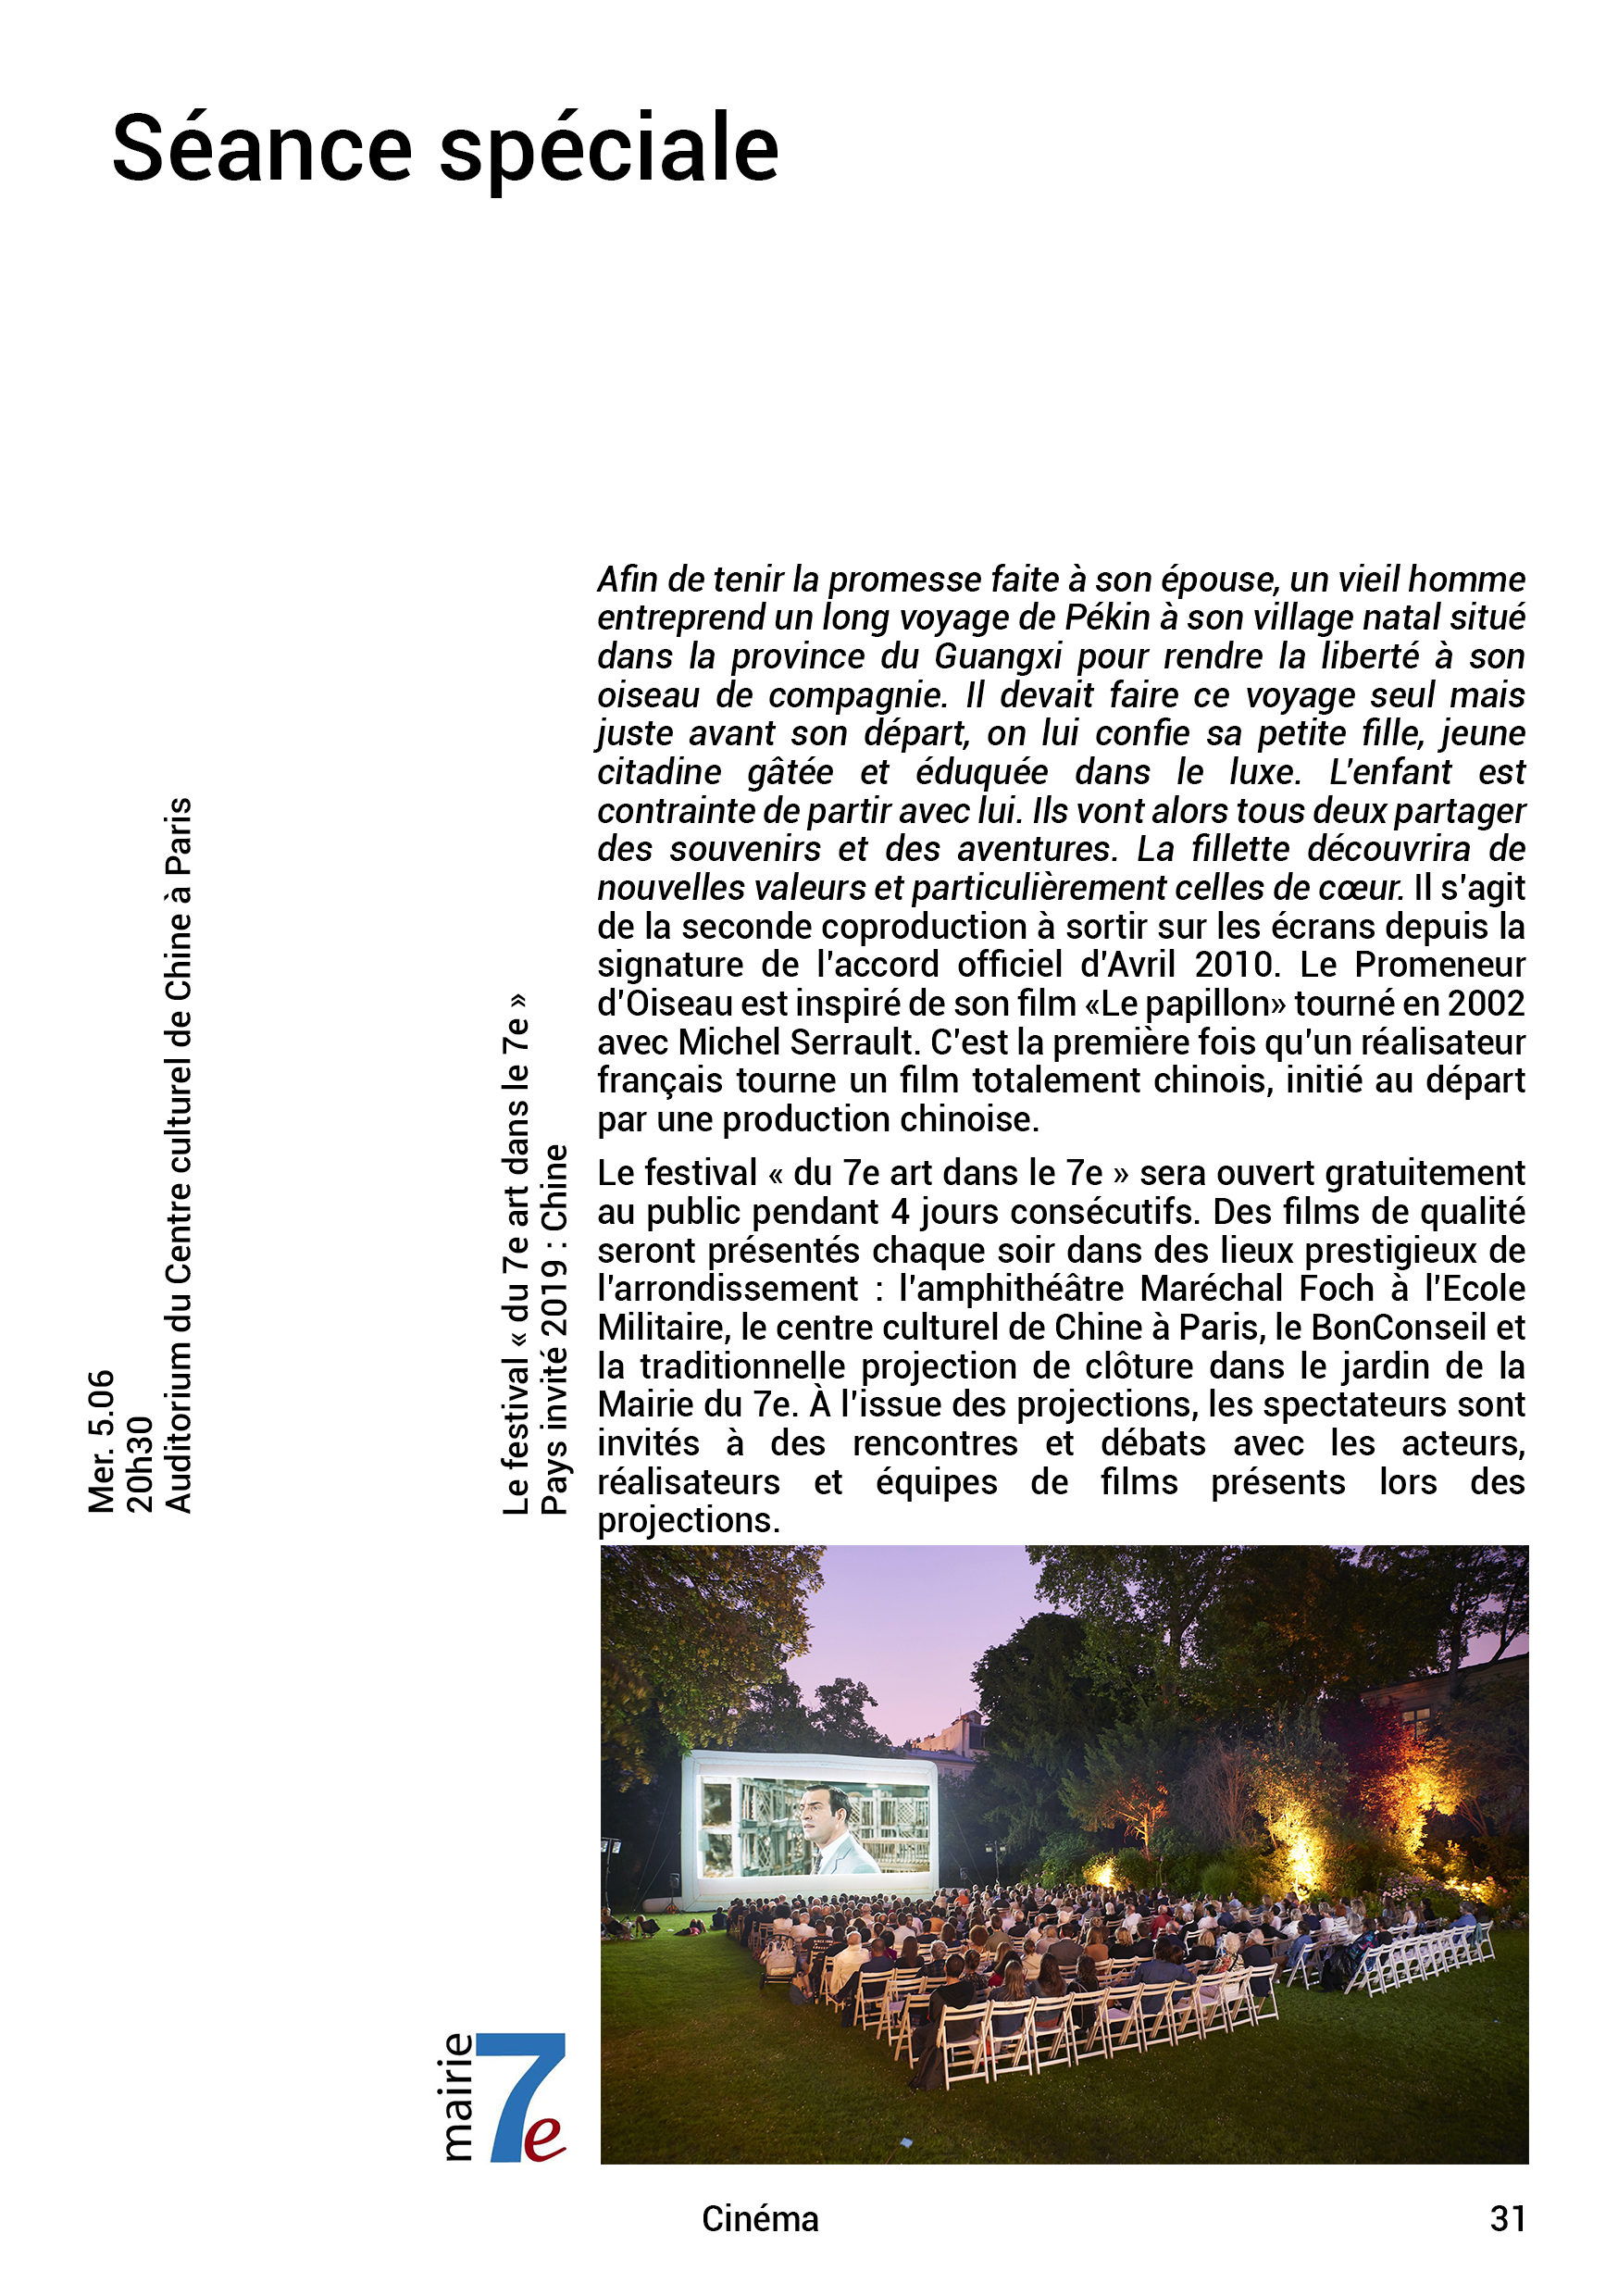 Séance spéciale
Mer. 5.06
20h30
Auditorium du Centre culturel de Chine à Paris
Le festival « du 7e art dans le 7e »
Pays invité 2019 : Chine
Afin de tenir la promesse faite à son épouse, un vieil homme
entreprend un long voyage de Pékin à son village natal situé
dans la province du Guangxi pour rendre la liberté à son
oiseau de compagnie. Il devait faire ce voyage seul mais
juste avant son départ, on lui confie sa petite fille, jeune
citadine gâtée et éduquée dans le luxe. L'enfant est
contrainte de partir avec lui. Ils vont alors tous deux partager
des souvenirs et des aventures. La fillette découvrira de
nouvelles valeurs et particulièrement celles de cœur. Il s'agit
de la seconde coproduction à sortir sur les écrans depuis la
signature de l'accord officiel d'Avril 2010. Le Promeneur
d'Oiseau est inspiré de son film «Le papillon» tourné en 2002
avec Michel Serrault. C'est la première fois qu'un réalisateur
français tourne un film totalement chinois, initié au départ
par une production chinoise.
Le festival « du 7e art dans le 7e » sera ouvert gratuitement
au public pendant 4 jours consécutifs. Des films de qualité
seront présentés chaque soir dans des lieux prestigieux de
l'arrondissement : l'amphithéâtre Maréchal Foch à l'Ecole
Militaire, le centre culturel de Chine à Paris, le BonConseil et
la traditionnelle projection de clôture dans le jardin de la
Mairie du 7e. À l'issue des projections, les spectateurs sont
invités à des rencontres et débats avec les acteurs,
réalisateurs et équipes de films présents lors des
projections.
mairie
7e
Cinéma
31